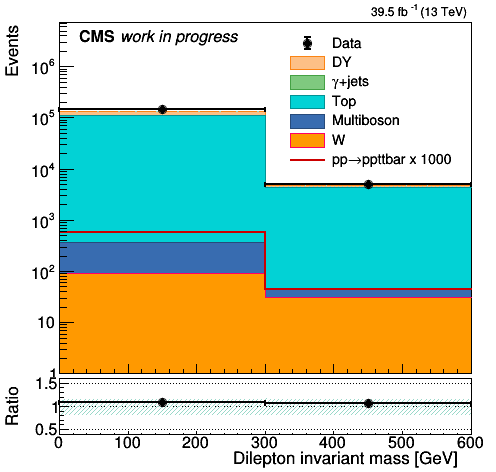 39.5 fb⁻¹ (13 TeV)
CMS work in progress
Events
Data
DY
γ+jets
Top
Multiboson
W
pp→ppttbar x 1000
10⁶
10⁵
10⁴
10³
10²
10
1
Ratio
1.5
1
0.5
0 100 200 300 400 500 600
Dilepton invariant mass [GeV]